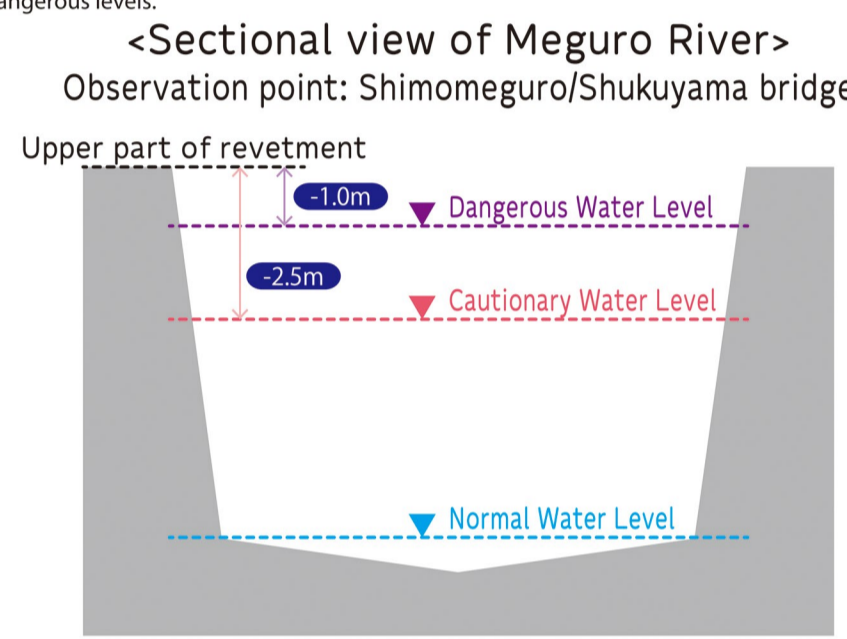 levels.
<Sectional view of Meguro River>
Observation point: Shimomeguro/Shukuyama bridge
Upper part of revetment
-1.0m
Dangerous Water Level
-2.5m
Cautionary Water Level
Normal Water Level